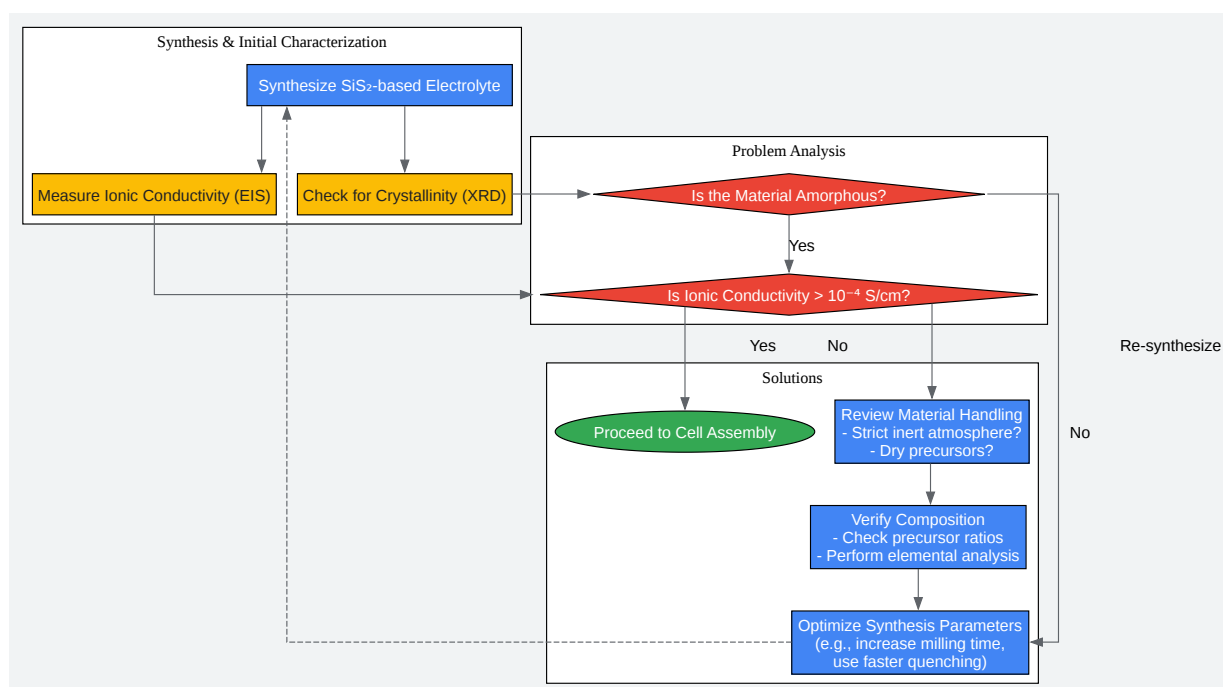 Synthesis & Initial Characterization
Synthesize SiS₂-based Electrolyte
Measure Ionic Conductivity (EIS)
Check for Crystallinity (XRD)
Problem Analysis
Is the Material Amorphous?
Yes
Is Ionic Conductivity > 10⁻⁴ S/cm?
Yes
No
Re-synthesize
Solutions
Proceed to Cell Assembly
Review Material Handling
- Strict inert atmosphere?
- Dry precursors?
No
Verify Composition
- Check precursor ratios
- Perform elemental analysis
Optimize Synthesis Parameters
(e.g., increase milling time,
use faster quenching)